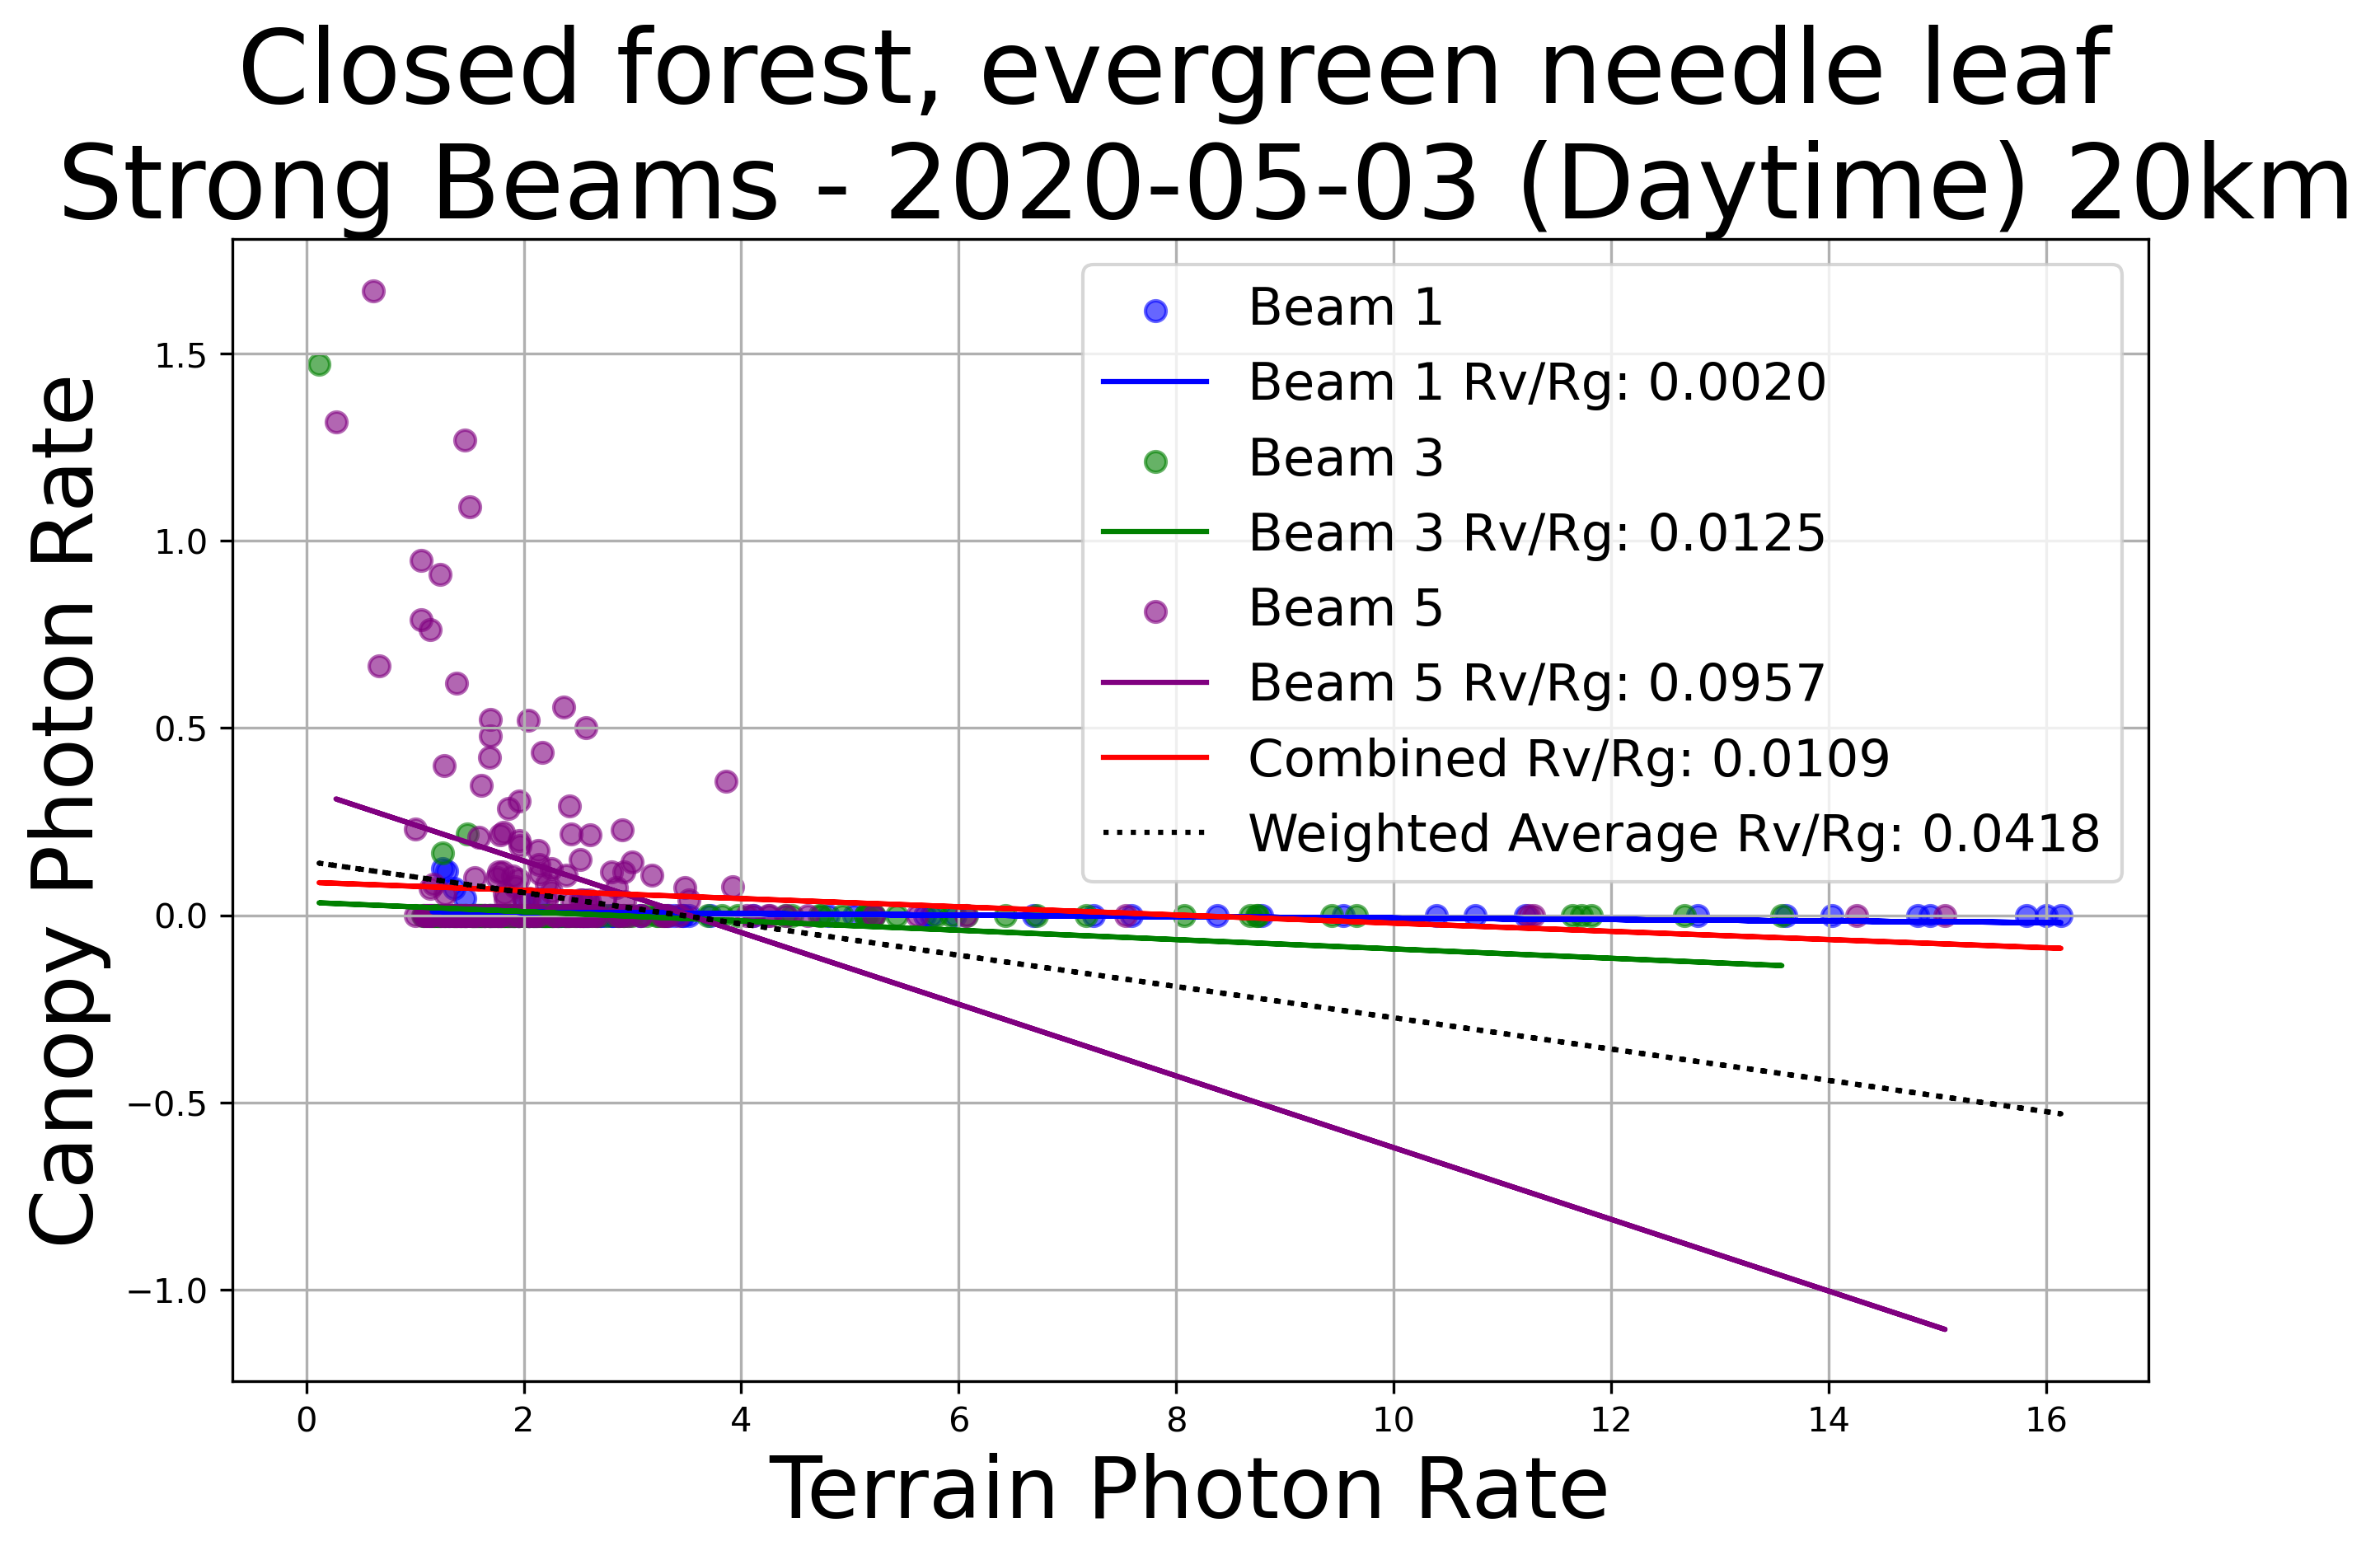 Closed forest, evergreen needle leaf
Strong Beams - 2020-05-03 (Daytime) 20km
Canopy Photon Rate
1.5
1.0
0.5
0.0
−0.5
−1.0
Beam 1
Beam 1 Rv/Rg: 0.0020
Beam 3
Beam 3 Rv/Rg: 0.0125
Beam 5
Beam 5 Rv/Rg: 0.0957
Combined Rv/Rg: 0.0109
Weighted Average Rv/Rg: 0.0418
0 2 4 6 8 10 12 14 16
Terrain Photon Rate